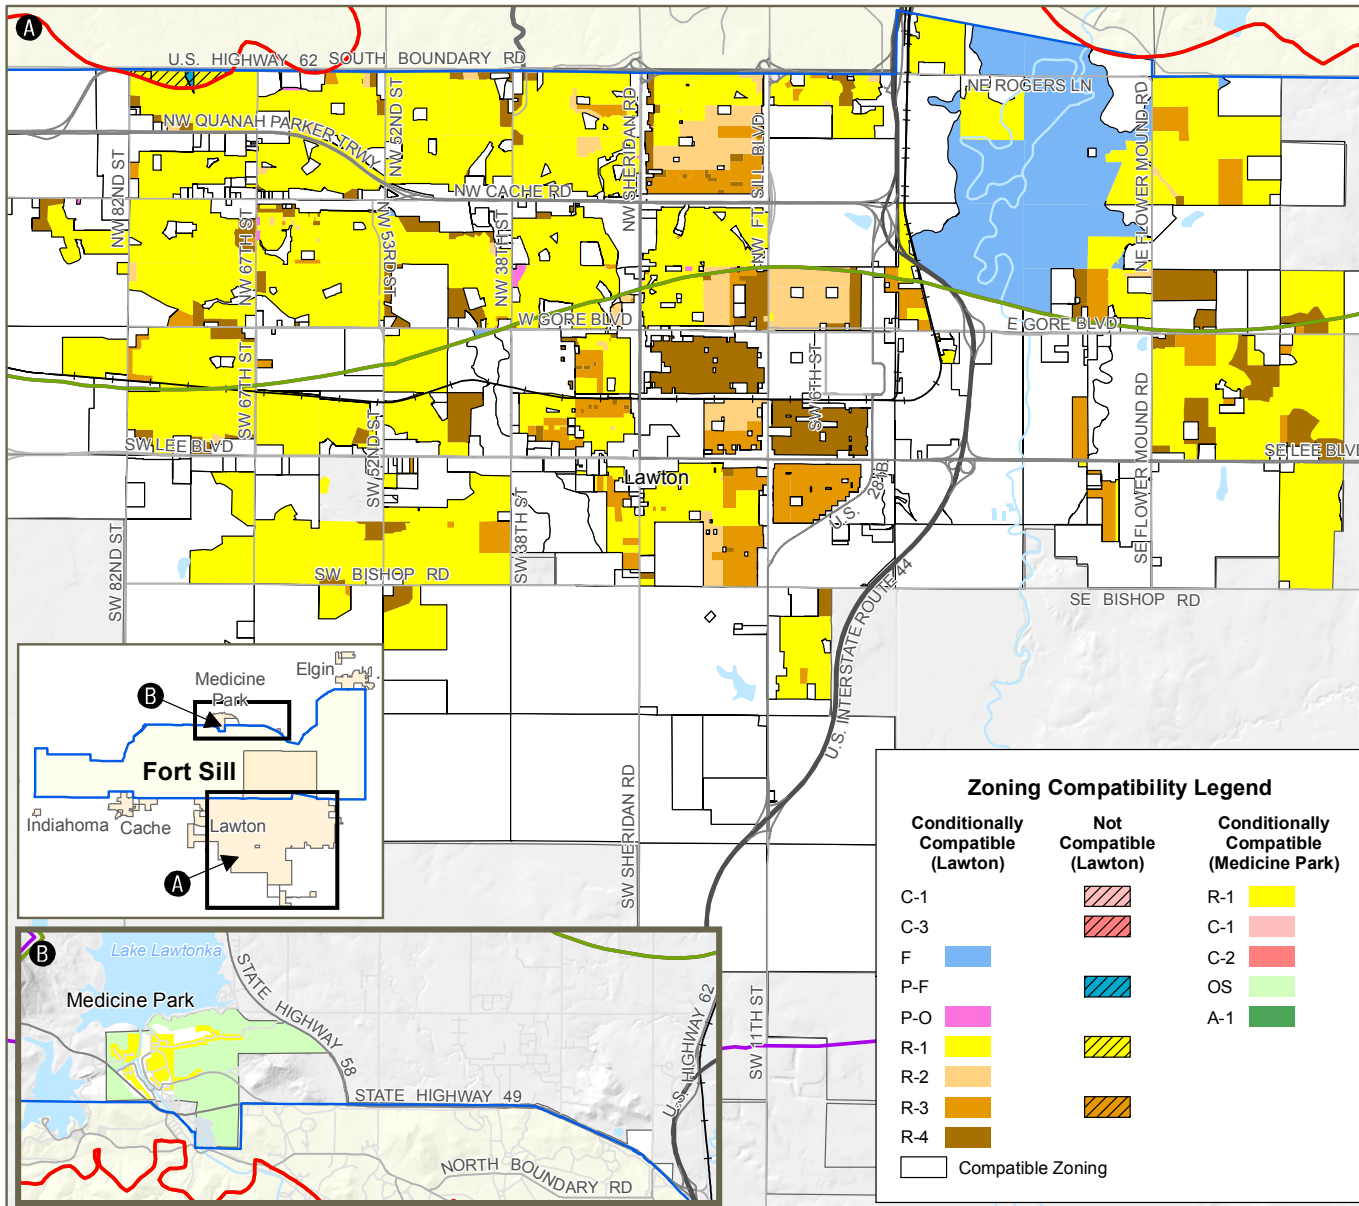 A
U.S. HIGHWAY 62 SOUTH BOUNDARY RD
NE ROGERS LN
NW QUANAH PARKER TRWY
NW 52ND ST
NW SHERIDAN RD
NW FT. SILL BLVD
NE FLOWER MOUND RD
NW 82ND ST
NW CACHE RD
NW 67TH ST
NW 53RD ST
NW 38TH ST
W GORE BLVD
E GORE BLVD
SW 67TH ST
SW 6TH ST
SE FLOWER MOUND RD
SW LEE BLVD
SW 52ND ST
SE LEE BLVD
Lawton
U.S. 281B
SW 82ND ST
SW 38TH ST
SW BISHOP RD
SE BISHOP RD
U.S. INTERSTATE ROUTE 44
SW SHERIDAN RD
SW 11TH ST
Elgin
Medicine
Park
B
Fort Sill
Indiahoma
Cache
Lawton
A
B
Lake Lawtonka
Medicine Park
STATE HIGHWAY 58
STATE HIGHWAY 49
U.S. HIGHWAY 62
NORTH BOUNDARY RD
Zoning Compatibility Legend
Conditionally
Compatible
(Lawton)
Not
Compatible
(Lawton)
Conditionally
Compatible
(Medicine Park)
C-1
C-3
F
P-F
P-O
R-1
R-2
R-3
R-4
R-1
C-1
C-2
OS
A-1
Compatible Zoning